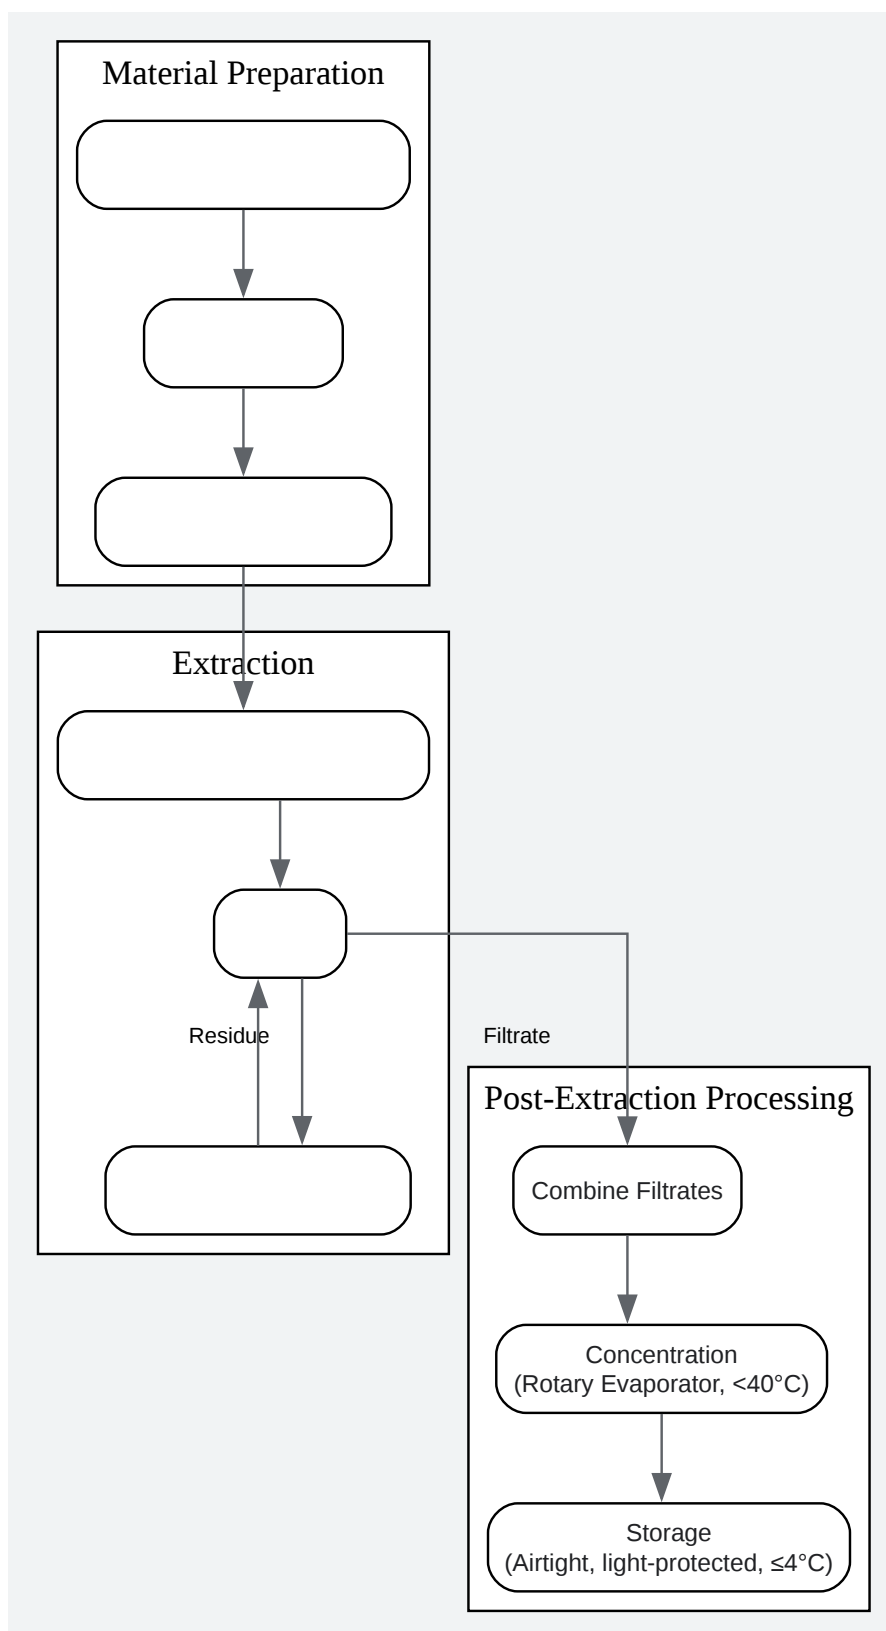 Material Preparation
Extraction
Residue
Filtrate
Post-Extraction Processing
Combine Filtrates
Concentration
(Rotary Evaporator, <40°C)
Storage
(Airtight, light-protected, ≤4°C)